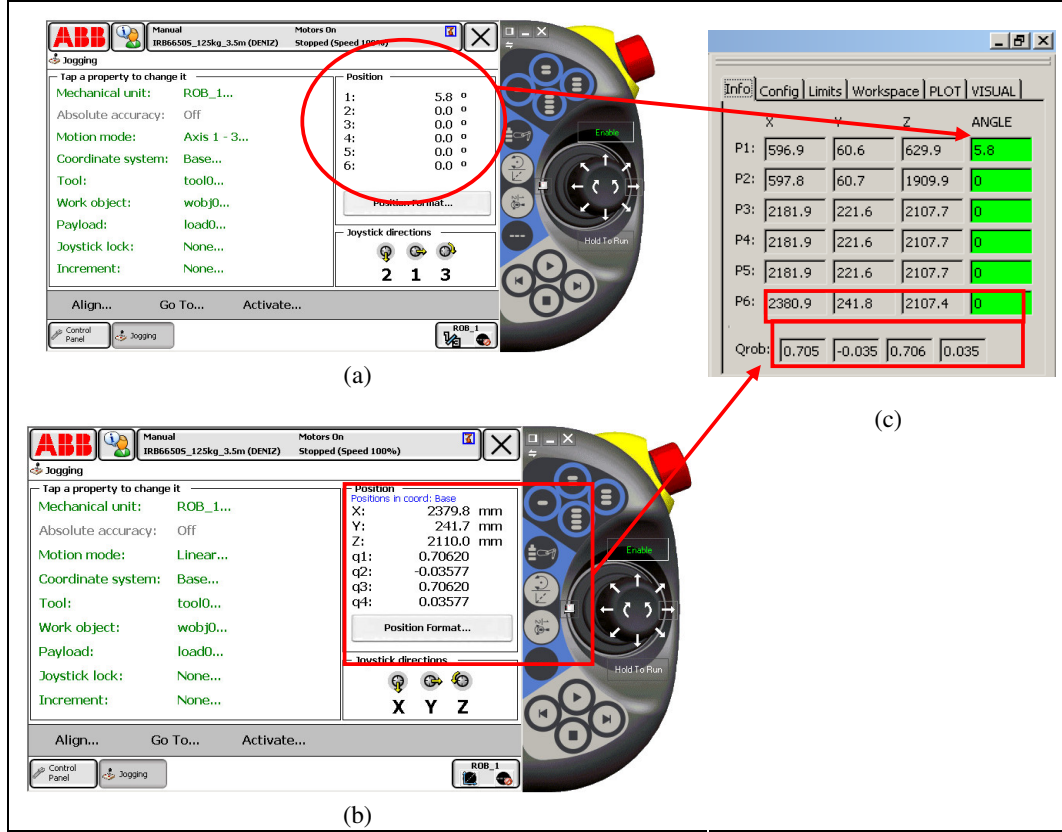 ABB
Manual
Motors On
IRB6650S_125kg_3.5m (DENIZ)
Stopped (Speed 100%)
Jogging
Tap a property to change it
Mechanical unit: ROB_1...
Absolute accuracy: Off
Motion mode: Axis 1 - 3...
Coordinate system: Base...
Tool: tool0...
Work object: wobj0...
Payload: load0...
Joystick lock: None...
Increment: None...
Position
1: 5.8 º
2: 0.0 º
3: 0.0 º
4: 0.0 º
5: 0.0 º
6: 0.0 º
Position Format...
Joystick directions
2 1 3
Align... Go To... Activate...
Control Panel
Jogging
ROB_1
Enable
Hold To Run
(a)
Info Config Limits Workspace PLOT VISUAL
X Y Z ANGLE
P1: 596.9 60.6 629.9 5.8
P2: 597.8 60.7 1909.9 0
P3: 2181.9 221.6 2107.7 0
P4: 2181.9 221.6 2107.7 0
P5: 2181.9 221.6 2107.7 0
P6: 2380.9 241.8 2107.4 0
Qrob: 0.705 -0.035 0.706 0.035
(c)
ABB
Manual
Motors On
IRB6650S_125kg_3.5m (DENIZ)
Stopped (Speed 100%)
Jogging
Tap a property to change it
Mechanical unit: ROB_1...
Absolute accuracy: Off
Motion mode: Linear...
Coordinate system: Base...
Tool: tool0...
Work object: wobj0...
Payload: load0...
Joystick lock: None...
Increment: None...
Position
Positions in coord: Base
X: 2379.8 mm
Y: 241.7 mm
Z: 2110.0 mm
q1: 0.70620
q2: -0.03577
q3: 0.70620
q4: 0.03577
Position Format...
Joystick directions
X Y Z
Align... Go To... Activate...
Control Panel
Jogging
ROB_1
Enable
Hold To Run
(b)